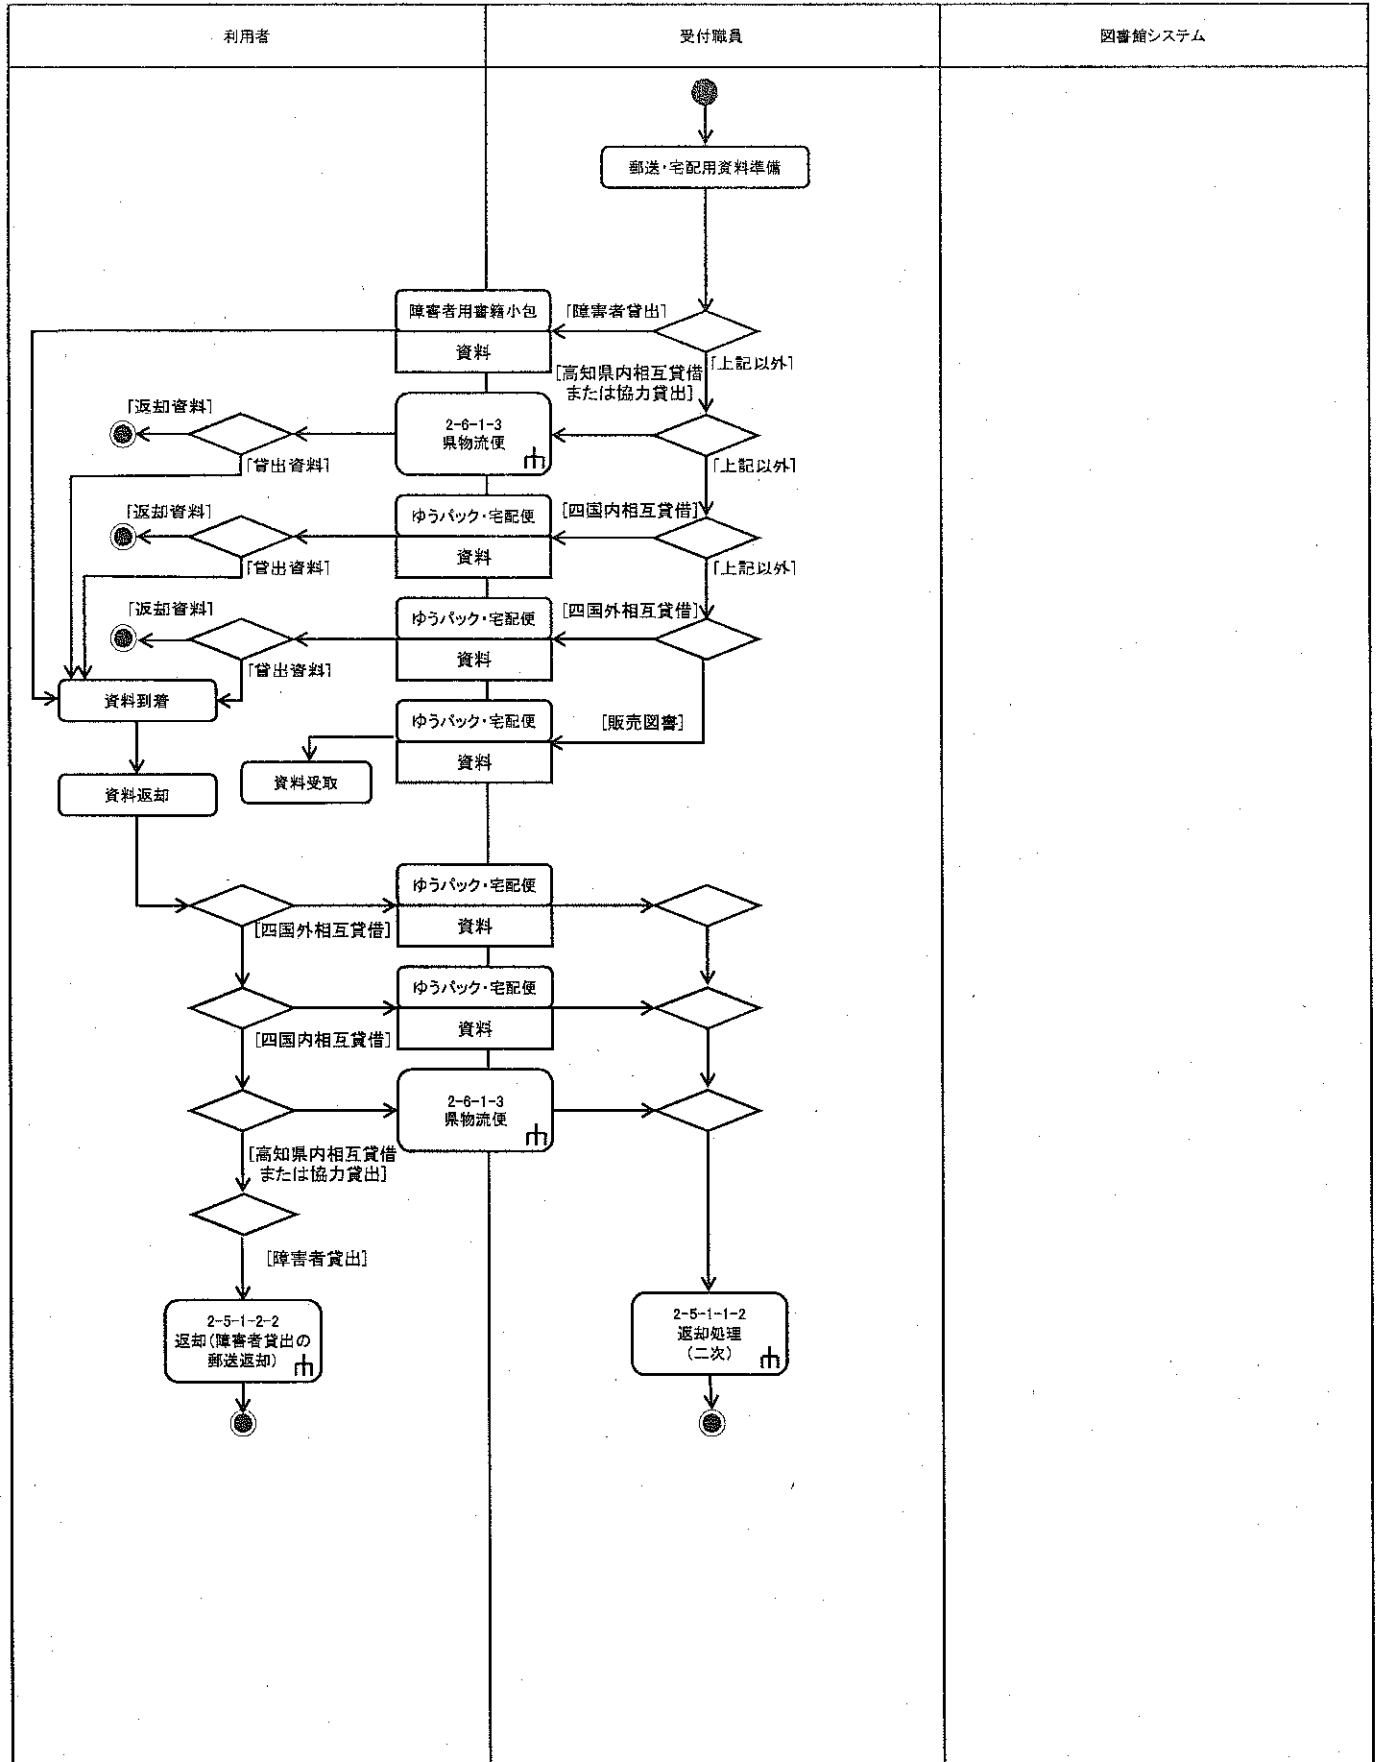 利用者
受付職員
図書館システム
郵送・宅配用資料準備
障害者用書籍小包
資料
[障害者貸出]
[上記以外]
[高知県内相互貸借
または協力貸出]
2-6-1-3
県物流便
[返却資料]
[貸出資料]
[上記以外]
ゆうパック・宅配便
資料
[四国内相互貸借]
[返却資料]
[貸出資料]
[上記以外]
ゆうパック・宅配便
資料
[四国外相互貸借]
[返却資料]
[貸出資料]
資料到着
ゆうパック・宅配便
資料
[販売図書]
資料受取
資料返却
ゆうパック・宅配便
資料
[四国外相互貸借]
ゆうパック・宅配便
資料
[四国内相互貸借]
2-6-1-3
県物流便
[高知県内相互貸借
または協力貸出]
[障害者貸出]
2-5-1-2-2
返却(障害者貸出の
郵送返却)
2-5-1-1-2
返却処理
(二次)